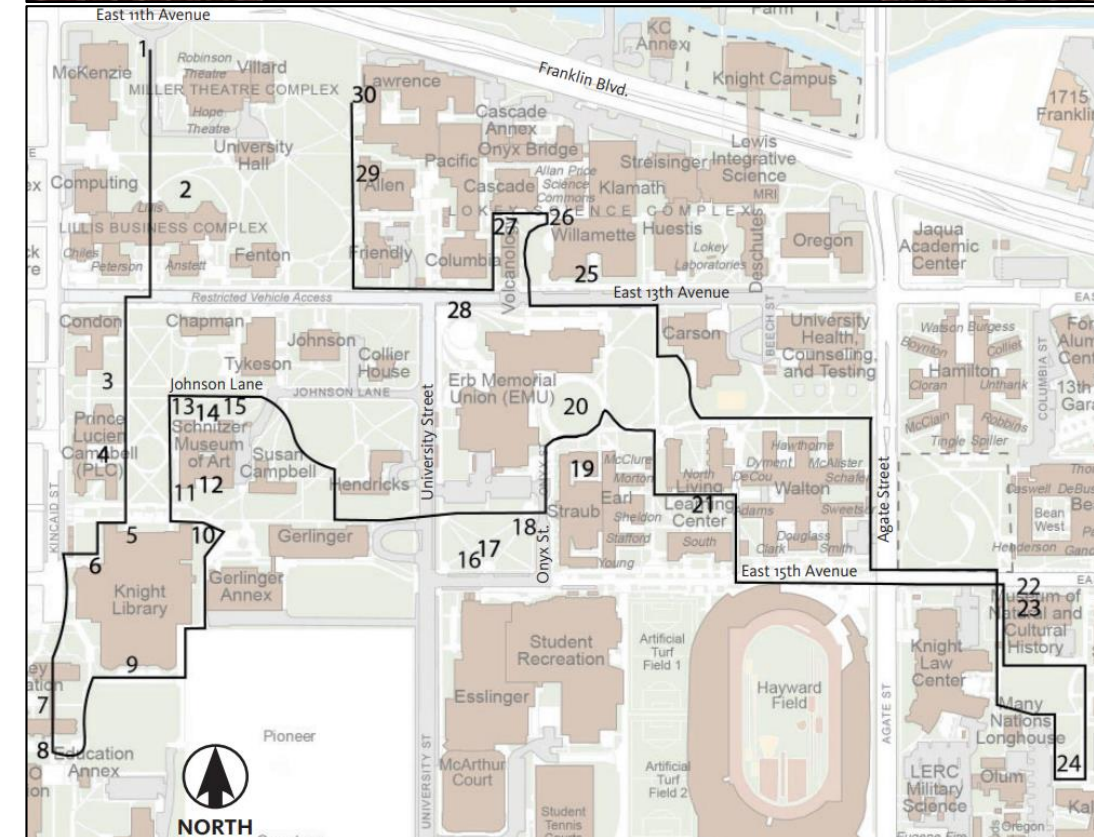 East 11th Avenue
1
McKenzie
Robinson
Theatre
Villard
MILLER THEATRE COMPLEX
Hope
Theatre
University
Hall
30
Lawrence
Franklin Blvd.
KC
Annex
Farm
Knight Campus
1715
Franklin
Cascade
Annex
Onyx Bridge
Pacific
29
Allen
Cascade
Allan Price
Science
Commons
Streisinger
Klamath
Lewis
Integrative
Science
MRI
LOKEY SCIENCE COMPLEX
Computing
2
Lillis
LILLIS BUSINESS COMPLEX
Chiles
Peterson
Anstett
Fenton
Friendly
Columbia
27
26
Volcanology
Willamette
Huestis
25
Lokey
Laboratories
Deschutes
Oregon
Jaqua
Academic
Center
Restricted Vehicle Access
East 13th Avenue
28
Condon
Chapman
Johnson
Tykeson
Collier
House
3
Johnson Lane
JOHNSON LANE
University Street
Erb Memorial
Union (EMU)
20
Carson
BEECH ST
University
Health,
Counseling,
and Testing
Watson
Burgess
Boynton
Collier
Hamilton
Cloran
Unthank
McClain
Robbins
Tingle
Spiller
COLUMBIA ST
13th
Prince
Lucien
Campbell
(PLC)
4
13
14
15
Schnitzer
Museum
of Art
11
12
Susan
Campbell
Hendricks
KINCAID ST
ONYX ST
19
McClure
Morton
Earl
Straub
Sheldon
Stafford
Young
North
Living
Learning
Center
21
South
DeCou
Dyment
Hawthorne
McAlister
Schafer
Walton
Adams
Sweetser
Clark
Douglass
Smith
Agate Street
Caswell
Bean
West
Henderson
5
10
Gerlinger
6
Knight
Library
Gerlinger
Annex
18
16
17
Onyx St.
East 15th Avenue
22
23
Museum of
Natural and
Cultural
History
9
7
8
Education
Annex
Pioneer
NORTH
Student
Recreation
Esslinger
McArthur
Court
UNIVERSITY ST
Student
Tennis
Courts
Artificial
Turf
Field 1
Artificial
Turf
Field 2
Hayward
Field
AGATE ST
Knight
Law
Center
Many
Nations
Longhouse
24
LERC
Military
Science
Olum
Oregon